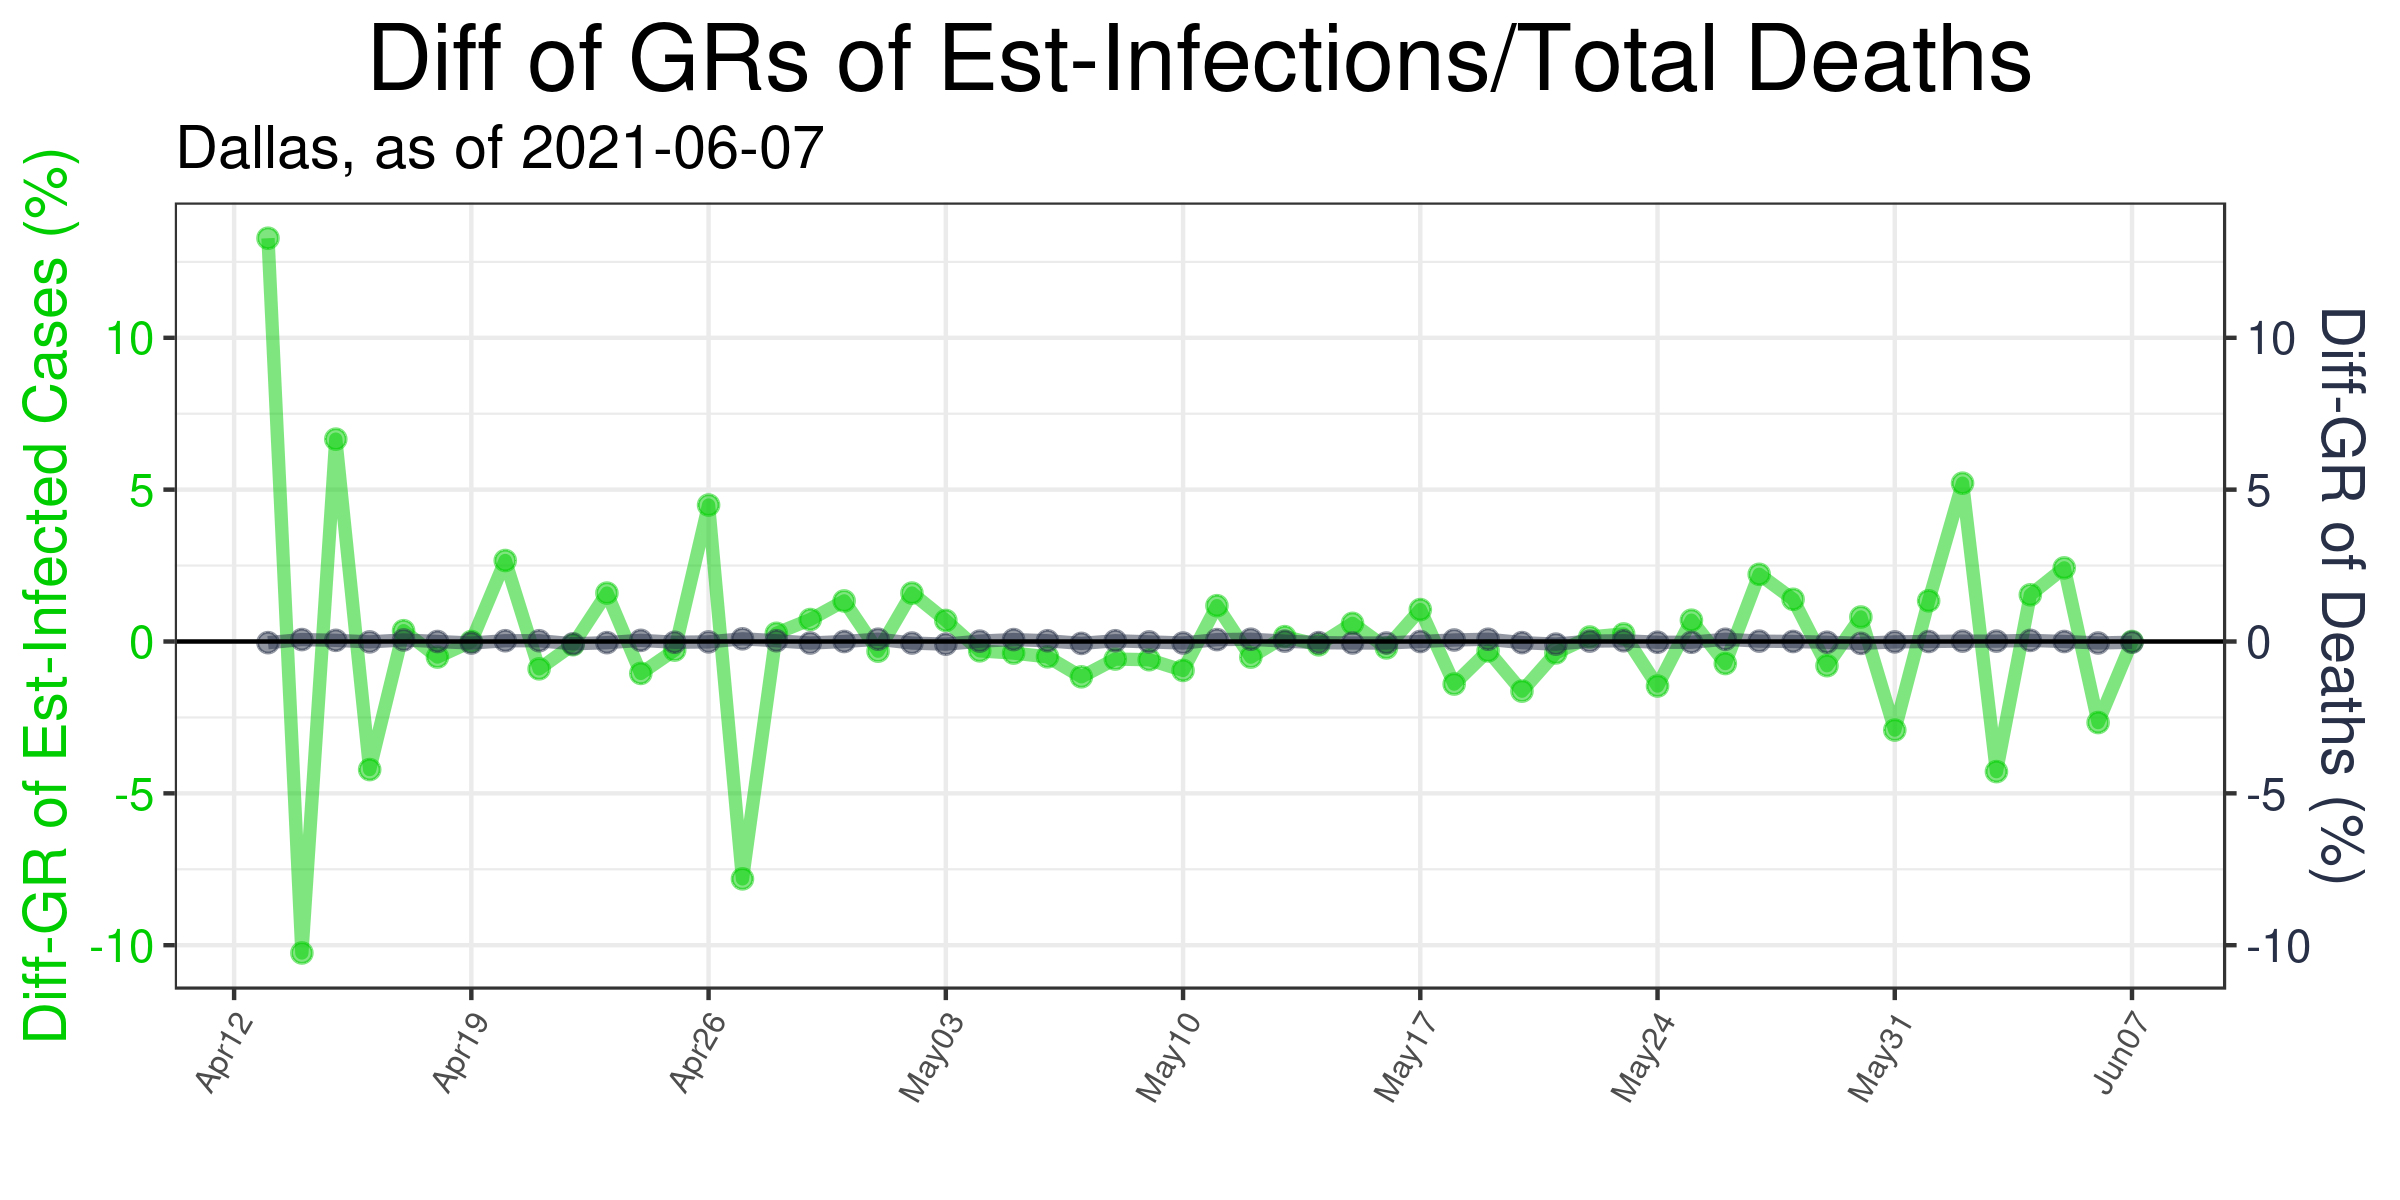 Diff of GRs of Est-Infections/Total Deaths
Dallas, as of 2021-06-07
Diff-GR of Est-Infected Cases (%)
10
5
0
-5
-10
10
5
0
-5
-10
Diff-GR of Deaths (%)
Apr12
Apr19
Apr26
May03
May10
May17
May24
May31
Jun07